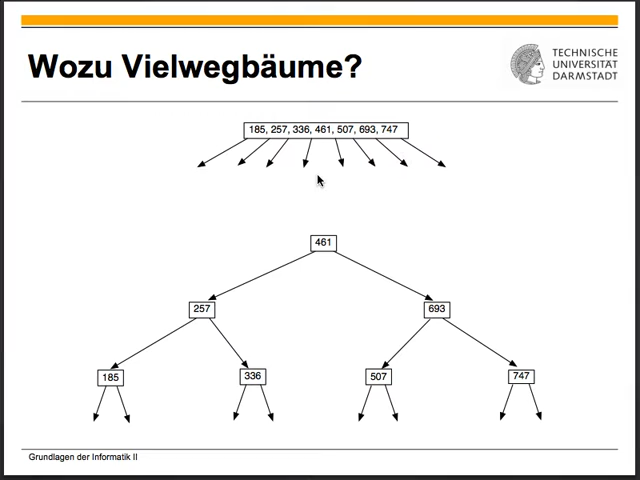 Wozu Vielwegbäume?
TECHNISCHE
UNIVERSITÄT
DARMSTADT
185, 257, 336, 461, 507, 693, 747
461
257
693
185
336
507
747
Grundlagen der Informatik II